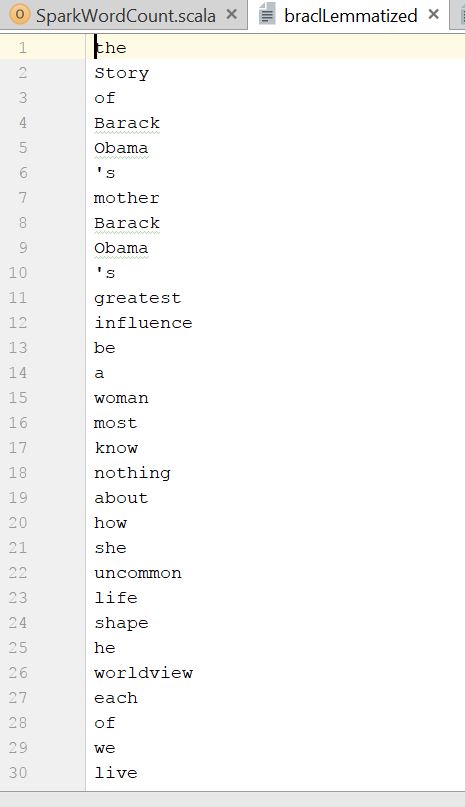 SparkWordCount.scala × braclLemmatized ×
1 the
2 Story
3 of
4 Barack
5 Obama
6 's
7 mother
8 Barack
9 Obama
10 's
11 greatest
12 influence
13 be
14 a
15 woman
16 most
17 know
18 nothing
19 about
20 how
21 she
22 uncommon
23 life
24 shape
25 he
26 worldview
27 each
28 of
29 we
30 live